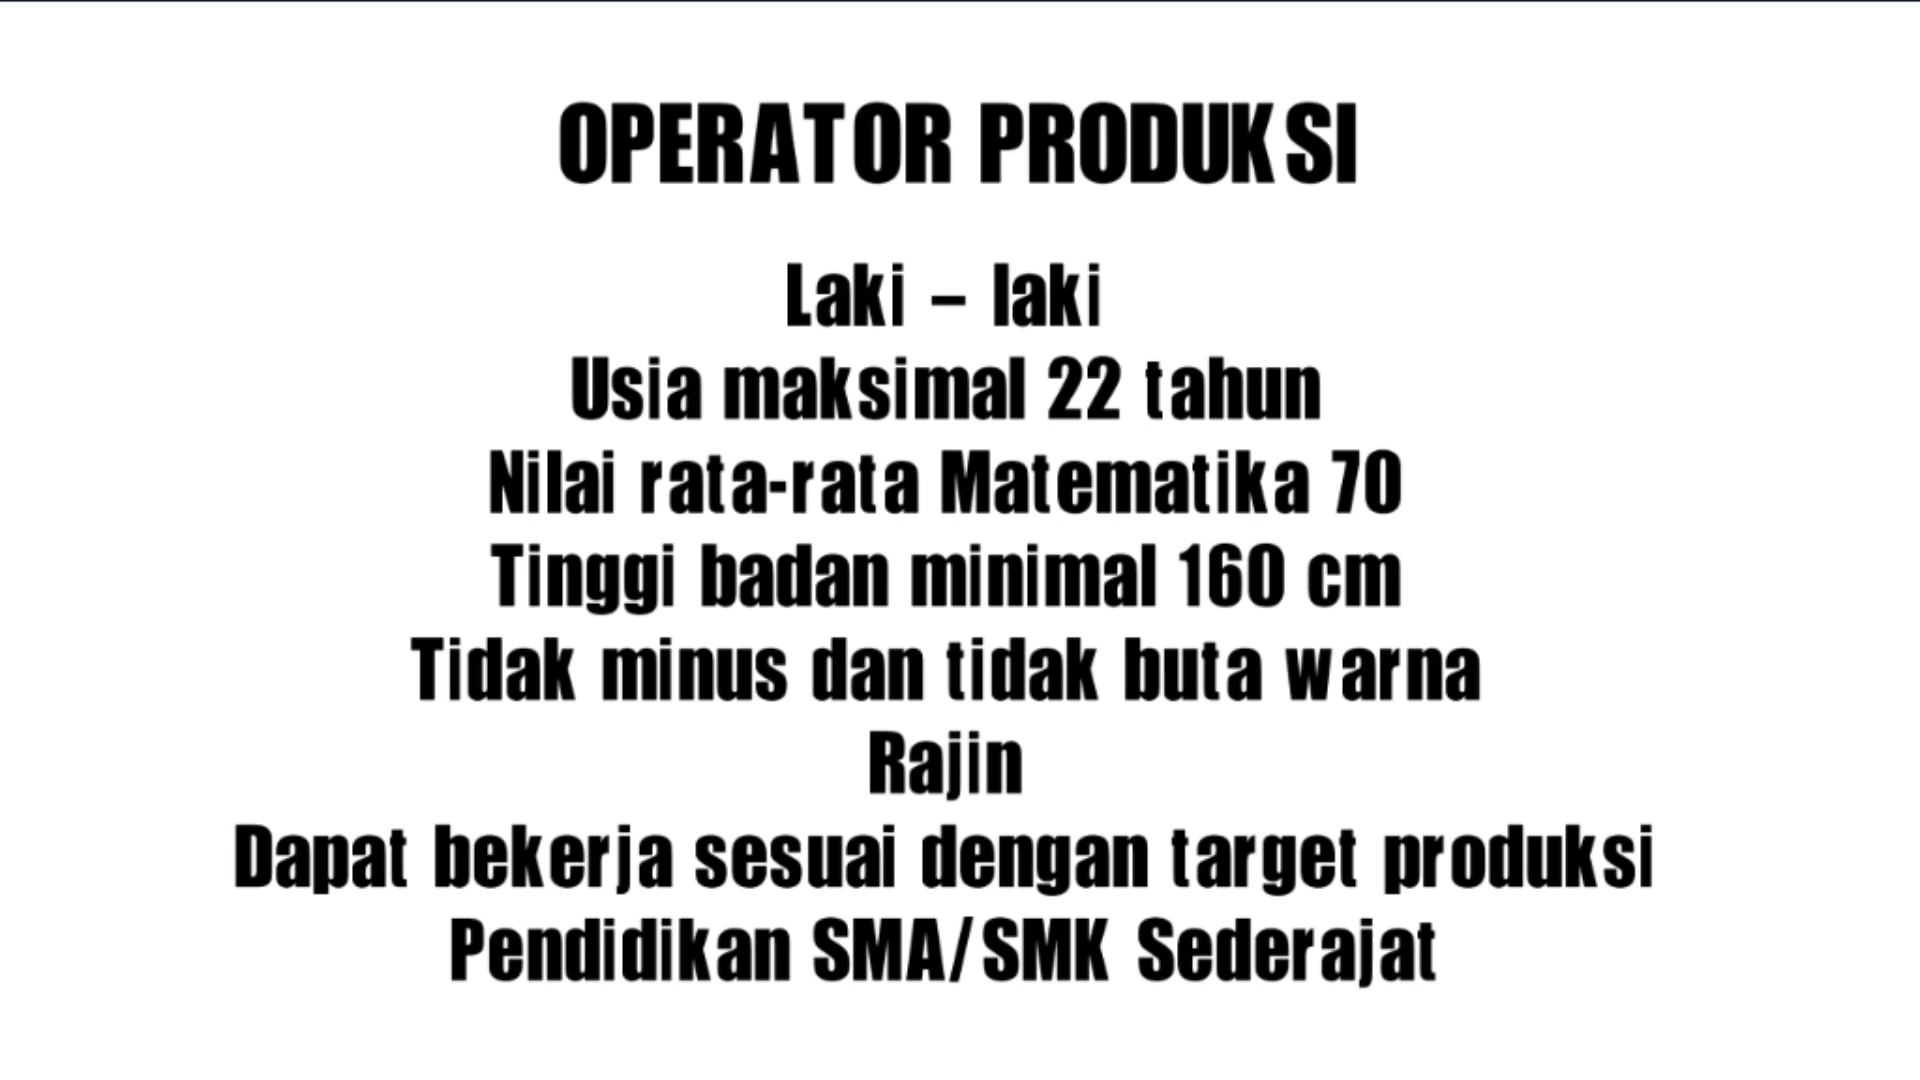 OPERATOR PRODUKSI
Laki – laki
Usia maksimal 22 tahun
Nilai rata-rata Matematika 70
Tinggi badan minimal 160 cm
Tidak minus dan tidak buta warna
Rajin
Dapat bekerja sesuai dengan target produksi
Pendidikan SMA/SMK Sederajat